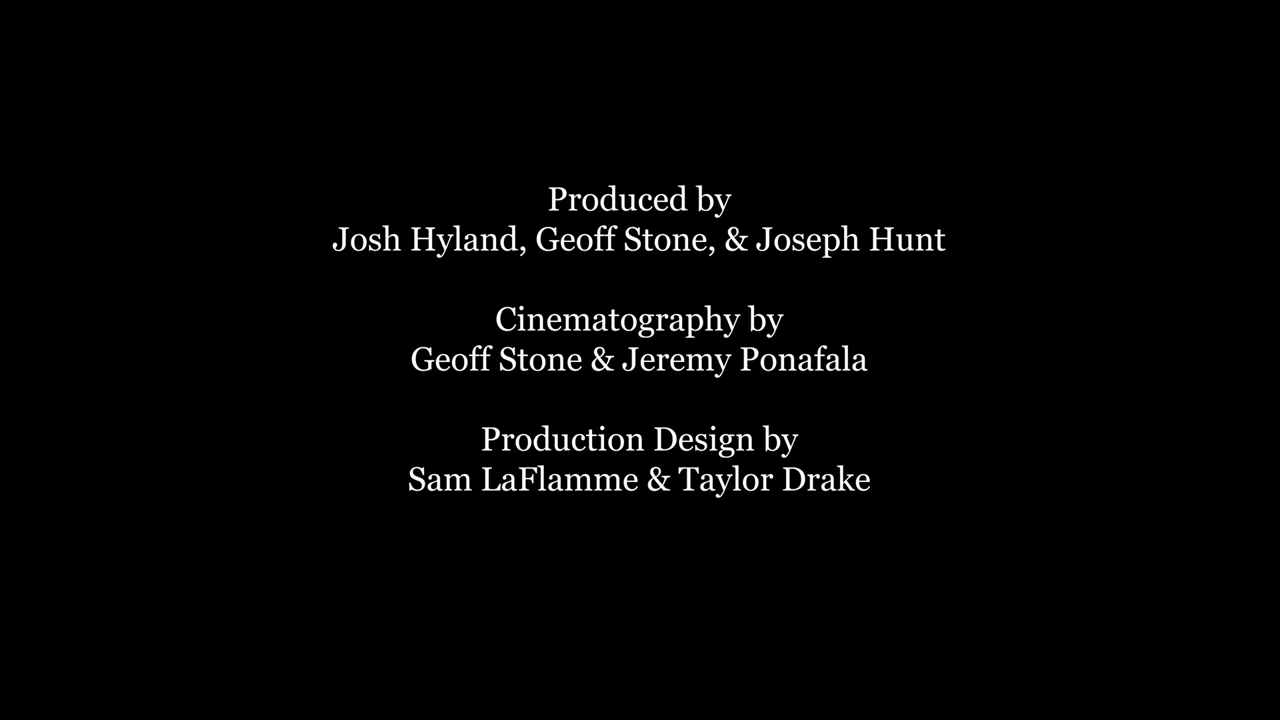 Produced by
Josh Hyland, Geoff Stone, & Joseph Hunt
Cinematography by
Geoff Stone & Jeremy Ponafala
Production Design by
Sam LaFlamme & Taylor Drake